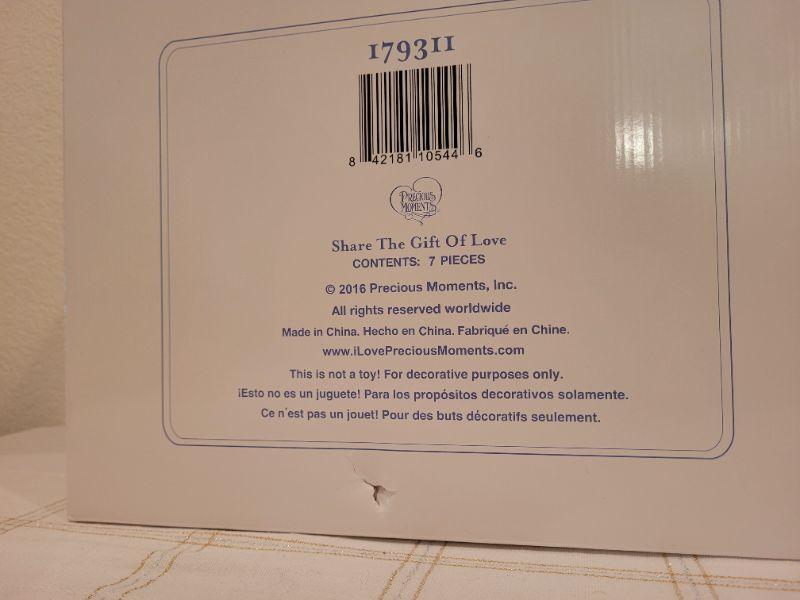 179311
8 42181 10544 6
PRECIOUS
MOMENTS
Share The Gift Of Love
CONTENTS: 7 PIECES
© 2016 Precious Moments, Inc.
All rights reserved worldwide
Made in China. Hecho en China. Fabriqué en Chine.
www.iLovePreciousMoments.com
This is not a toy! For decorative purposes only.
¡Esto no es un juguete! Para los propósitos decorativos solamente.
Ce n´est pas un jouet! Pour des buts décoratifs seulement.